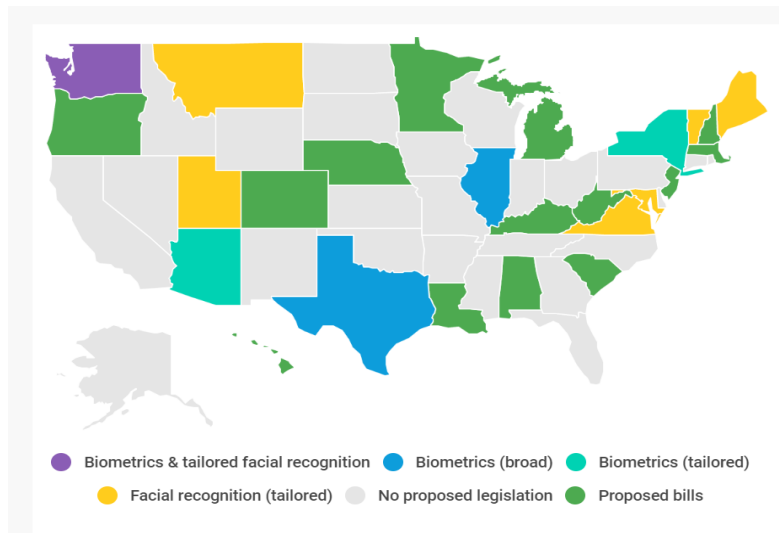 Biometrics & tailored facial recognition Biometrics (broad) Biometrics (tailored)
Facial recognition (tailored) No proposed legislation Proposed bills